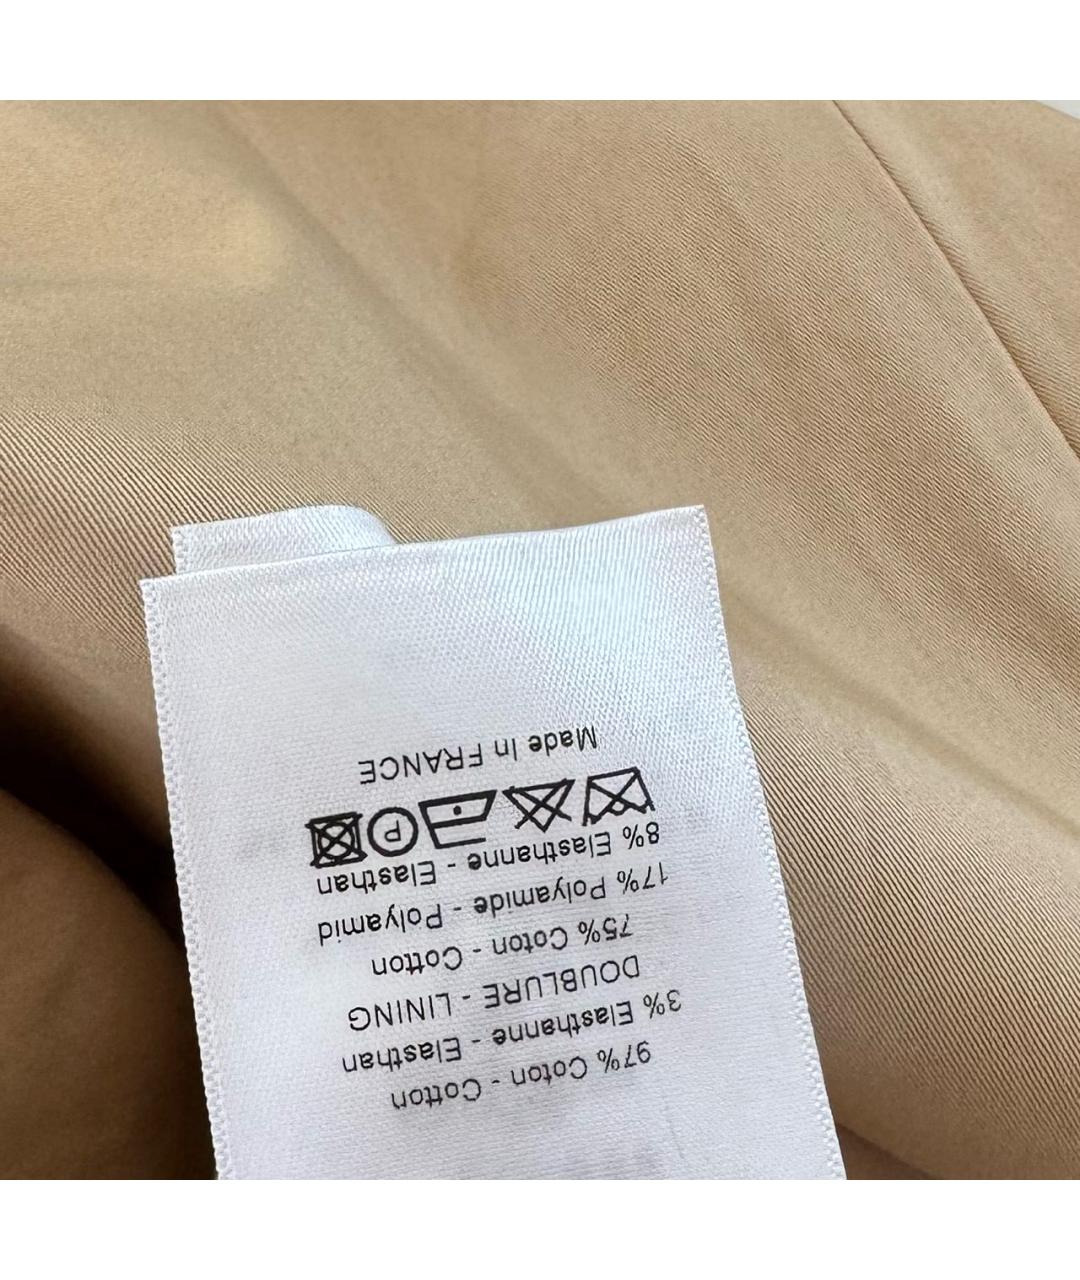 97% Coton - Cotton
3% Elasthanne - Elasthan
DOUBLURE - LINING
75% Coton - Cotton
17% Polyamide - Polyamid
8% Elasthanne - Elasthan
P
Made In FRANCE